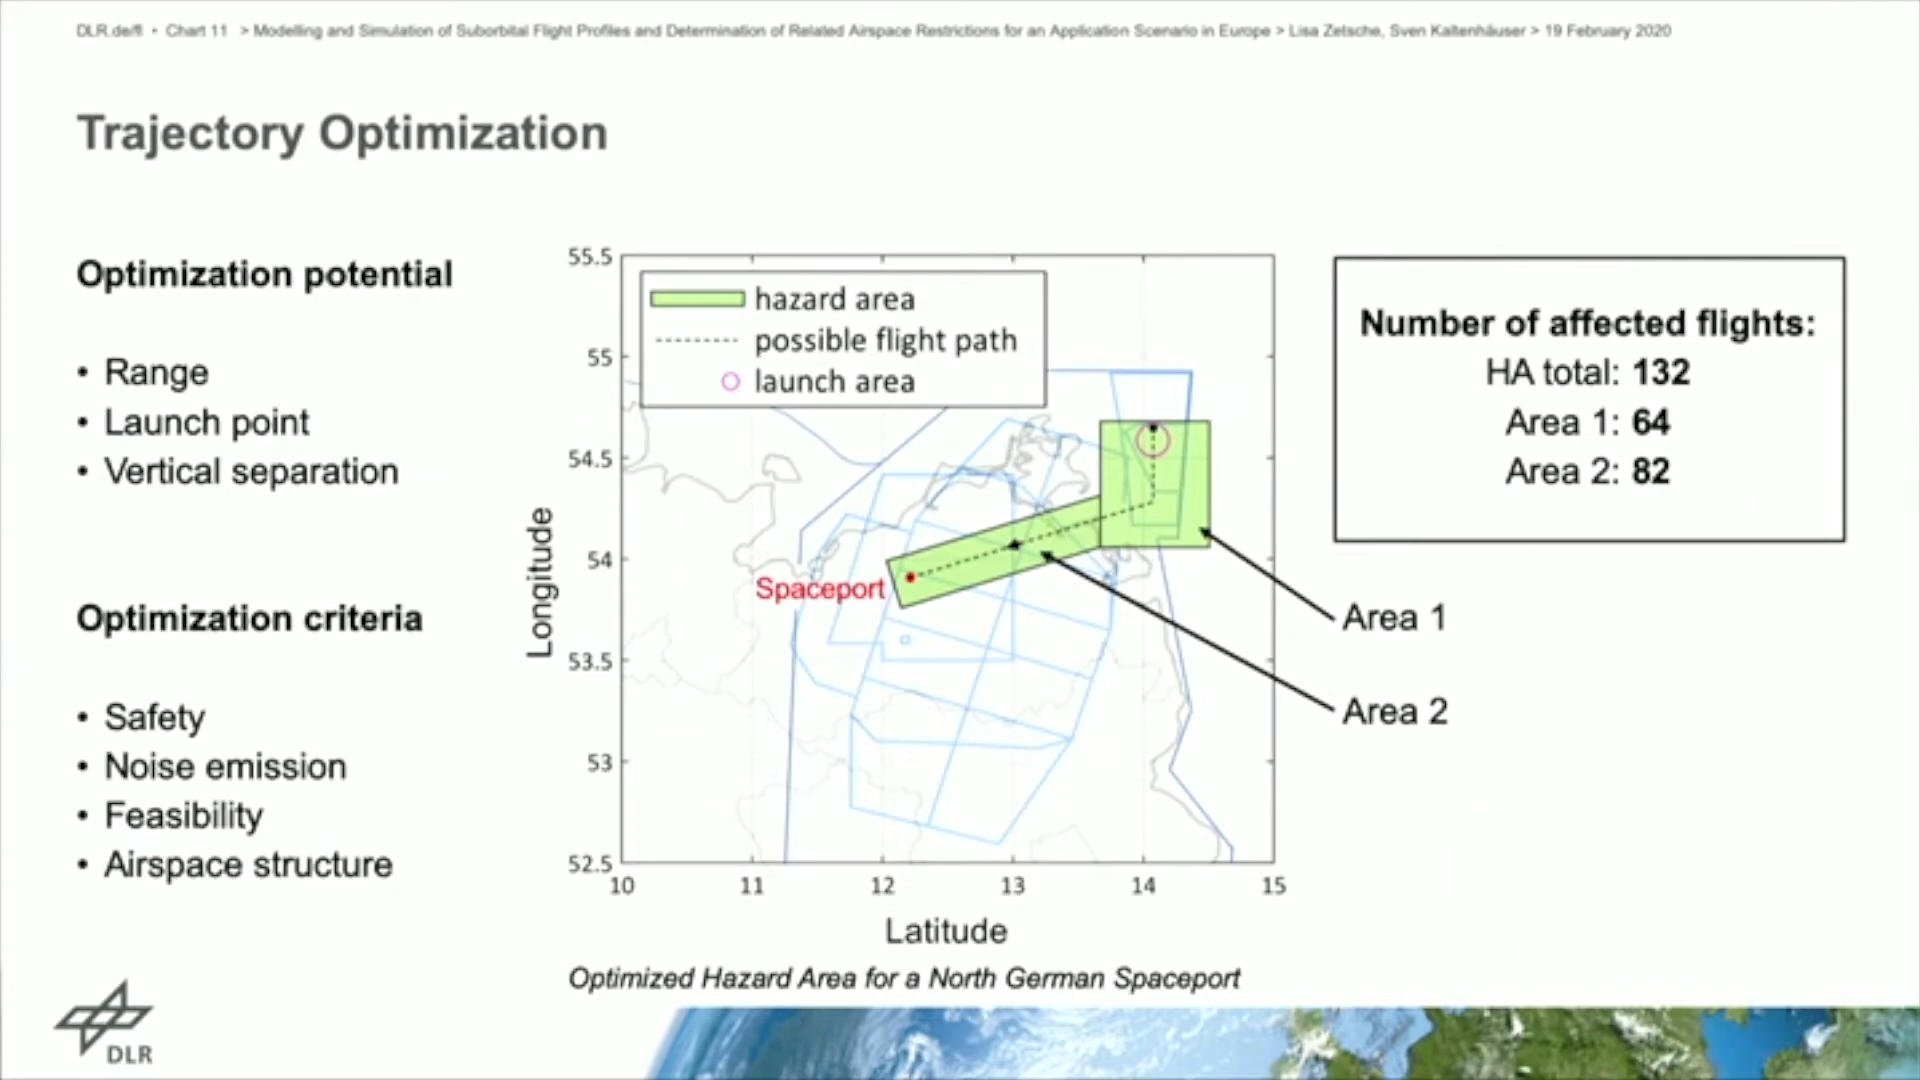 DLR.de/fl • Chart 11 > Modelling and Simulation of Suborbital Flight Profiles and Determination of Related Airspace Restrictions for an Application Scenario in Europe > Lisa Zetsche, Sven Kaltenhäuser > 19 February 2020
Trajectory Optimization
Optimization potential
• Range
• Launch point
• Vertical separation
Optimization criteria
• Safety
• Noise emission
• Feasibility
• Airspace structure
hazard area
possible flight path
launch area
55.5
55
54.5
54
53.5
53
52.5
Longitude
10 11 12 13 14 15
Latitude
Spaceport
Area 1
Area 2
Optimized Hazard Area for a North German Spaceport
Number of affected flights:
HA total: 132
Area 1: 64
Area 2: 82
DLR